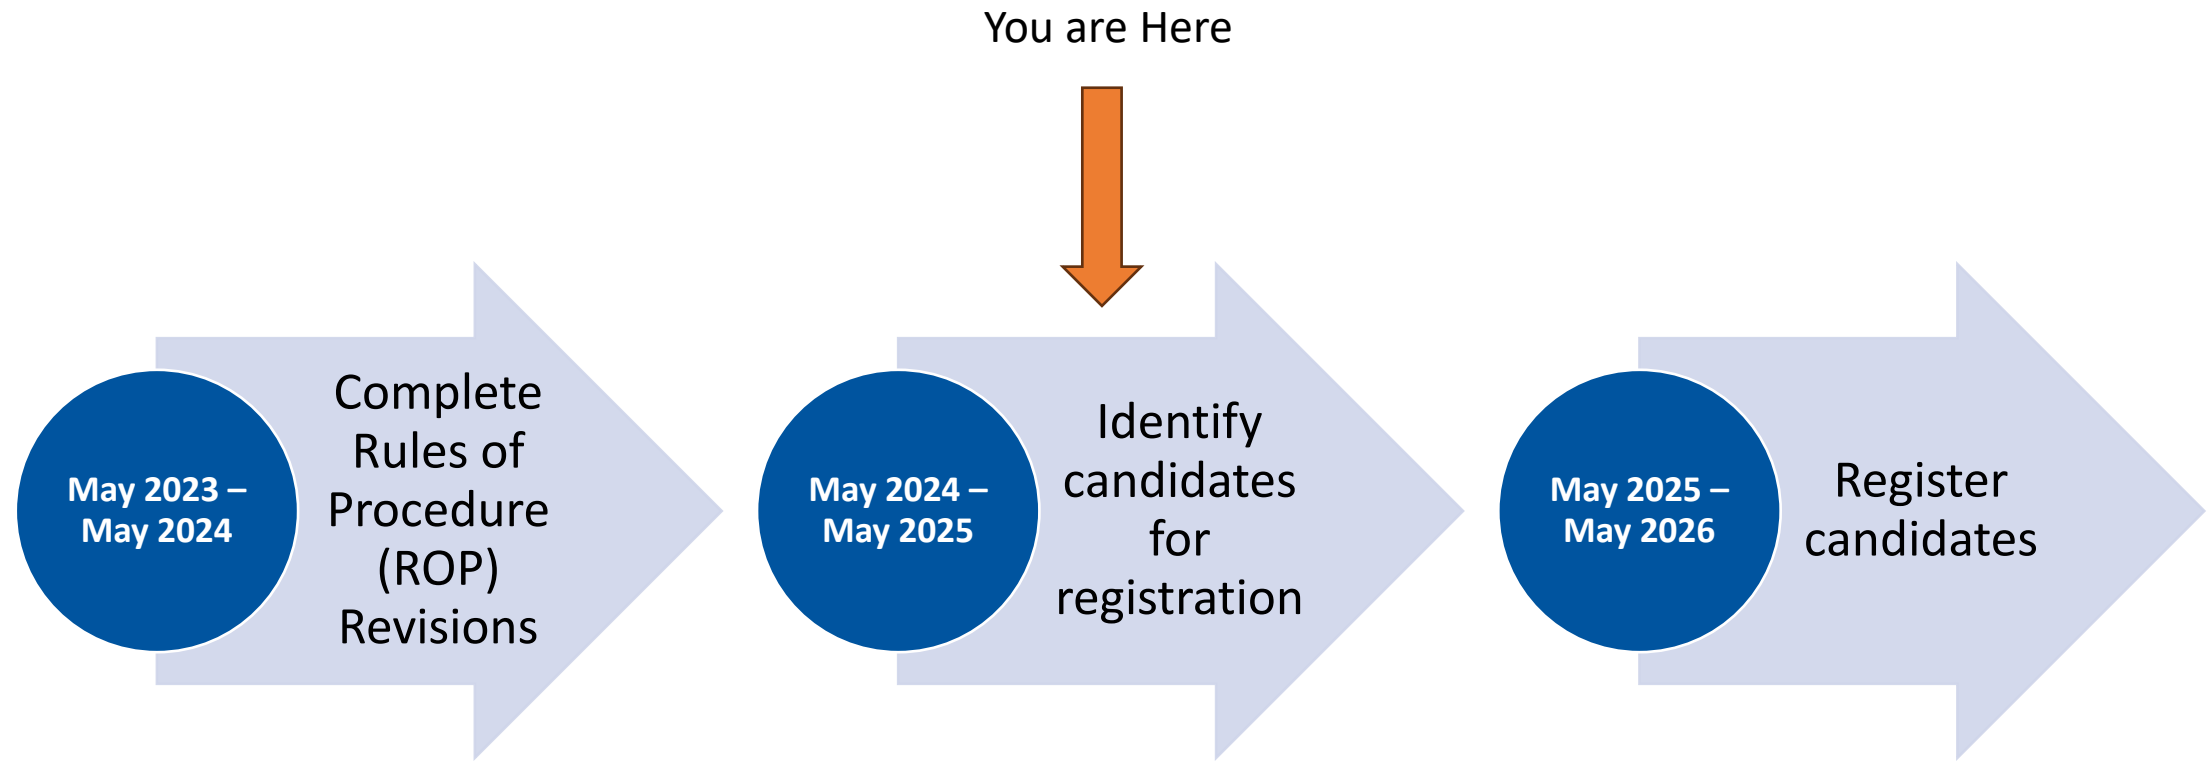 You are Here
May 2023 –
May 2024
Complete
Rules of
Procedure
(ROP)
Revisions
May 2024 –
May 2025
Identify
candidates
for
registration
May 2025 –
May 2026
Register
candidates